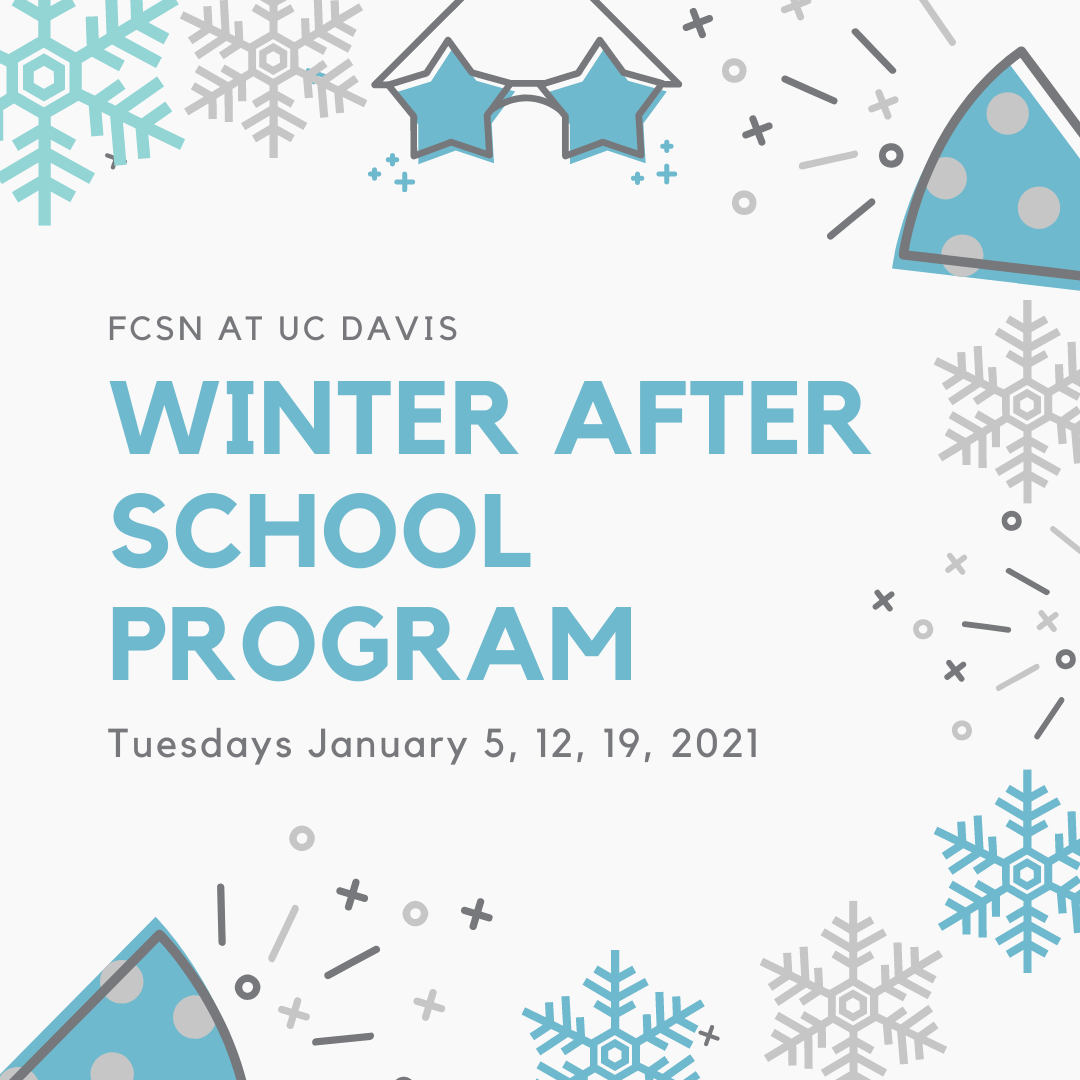 FCSN AT UC DAVIS
WINTER AFTER
SCHOOL
PROGRAM
Tuesdays January 5, 12, 19, 2021